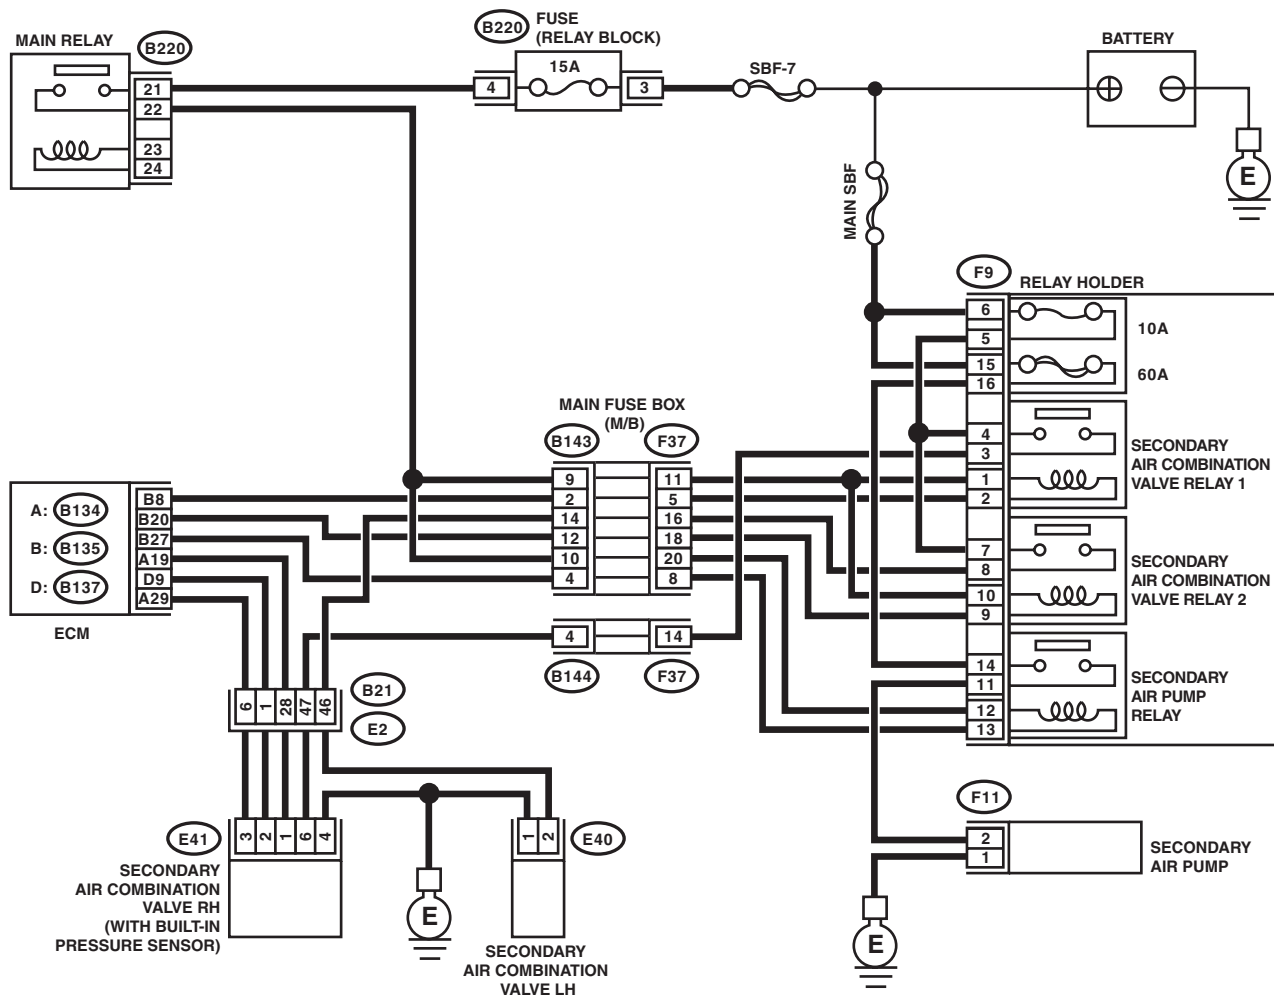 MAIN RELAY
B220
21
22
23
24
B220
FUSE
(RELAY BLOCK)
4
15A
3
SBF-7
BATTERY
E
MAIN SBF
F9
RELAY HOLDER
6
5
15
16
10A
60A
4
3
1
2
SECONDARY
AIR COMBINATION
VALVE RELAY 1
7
8
10
9
SECONDARY
AIR COMBINATION
VALVE RELAY 2
14
11
12
13
SECONDARY
AIR PUMP
RELAY
MAIN FUSE BOX
(M/B)
B143
F37
9
11
2
5
14
16
12
18
10
20
4
8
4
14
B144
F37
A: B134
B: B135
D: B137
B8
B20
B27
A19
D9
A29
ECM
6
1
28
47
46
B21
E2
E41
3
2
1
6
4
SECONDARY
AIR COMBINATION
VALVE RH
(WITH BUILT-IN
PRESSURE SENSOR)
E
1
2
E40
SECONDARY
AIR COMBINATION
VALVE LH
F11
2
1
SECONDARY
AIR PUMP
E